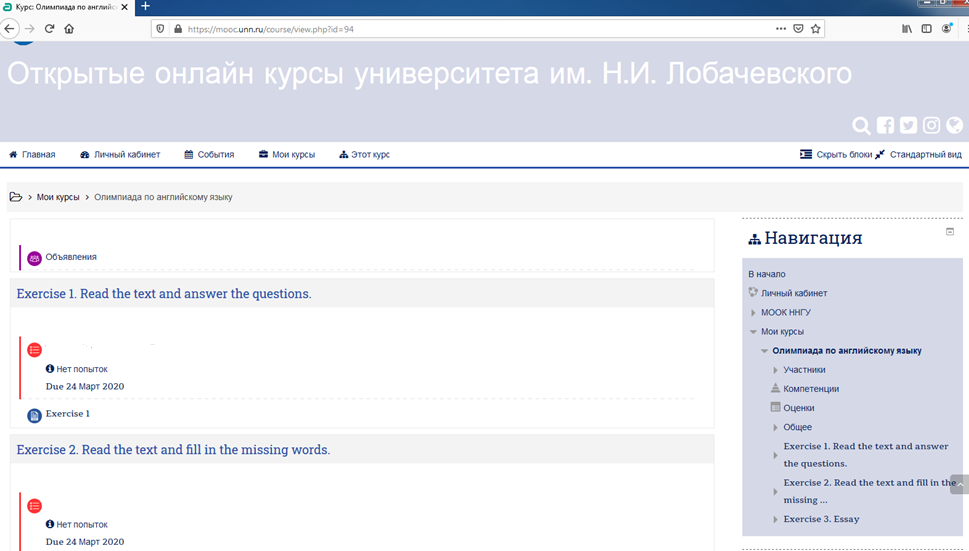 Курс: Олимпиада по английс
https://mooc.unn.ru/course/view.php?id=94
Открытые онлайн курсы университета им. Н.И. Лобачевского
Главная Личный кабинет События Мои курсы Этот курс Скрыть блоки Стандартный вид
Мои курсы Олимпиада по английскому языку
Объявления
Exercise 1. Read the text and answer the questions.
Нет попыток
Due 24 Март 2020
Exercise 1
Exercise 2. Read the text and fill in the missing words.
Нет попыток
Due 24 Март 2020
Навигация
В начало
Личный кабинет
МООК ННГУ
Мои курсы
Олимпиада по английскому языку
Участники
Компетенции
Оценки
Общее
Exercise 1. Read the text and answer
the questions.
Exercise 2. Read the text and fill in the
missing ...
Exercise 3. Essay